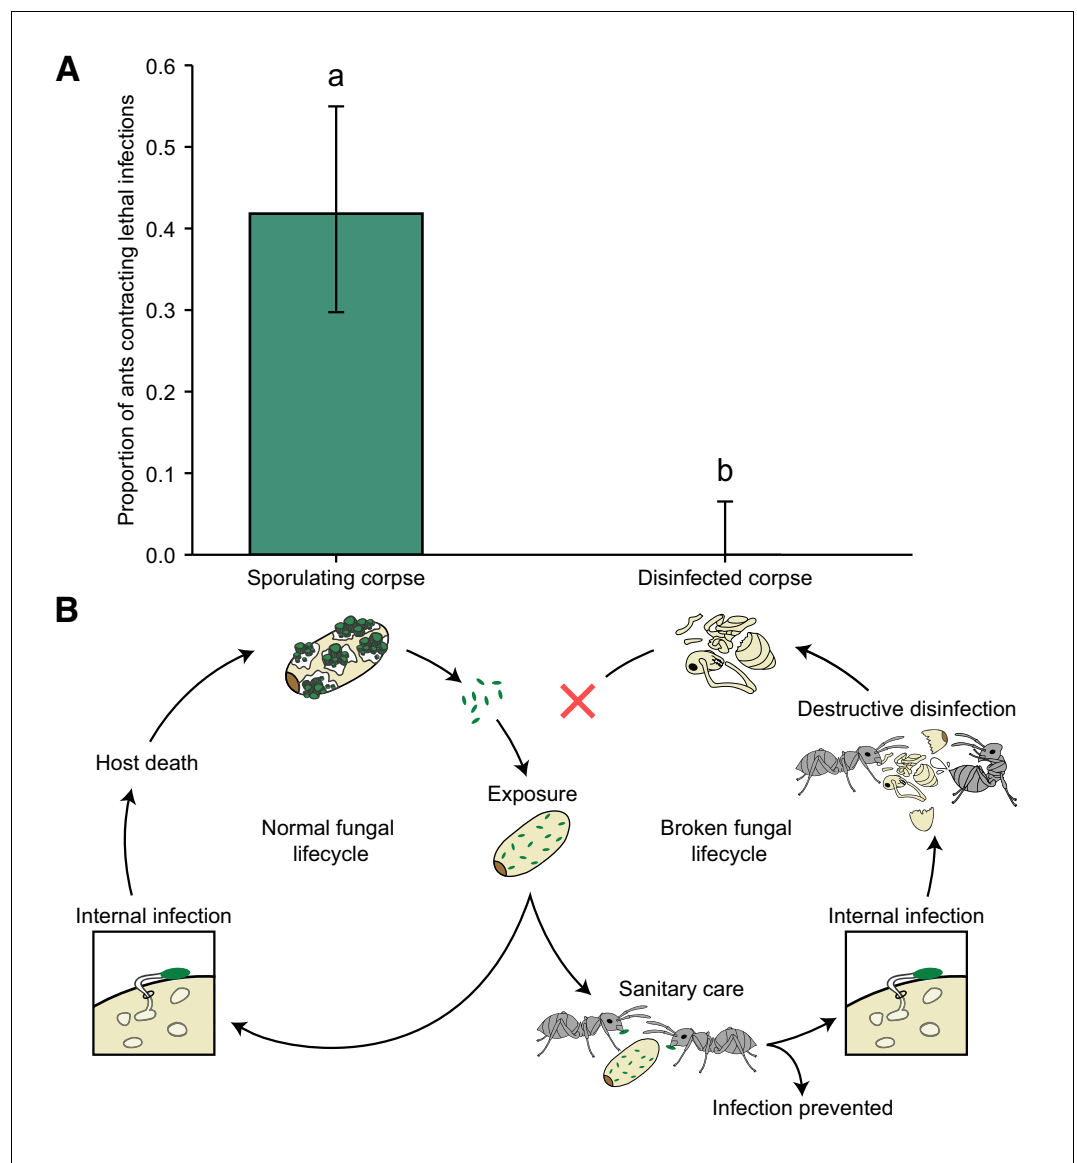 A
Proportion of ants contracting lethal infections
0.6
0.5
0.4
0.3
0.2
0.1
0.0
a
b
Sporulating corpse
Disinfected corpse
B
Destructive disinfection
Host death
Exposure
Normal fungal
lifecycle
Broken fungal
lifecycle
Internal infection
Internal infection
Sanitary care
Infection prevented